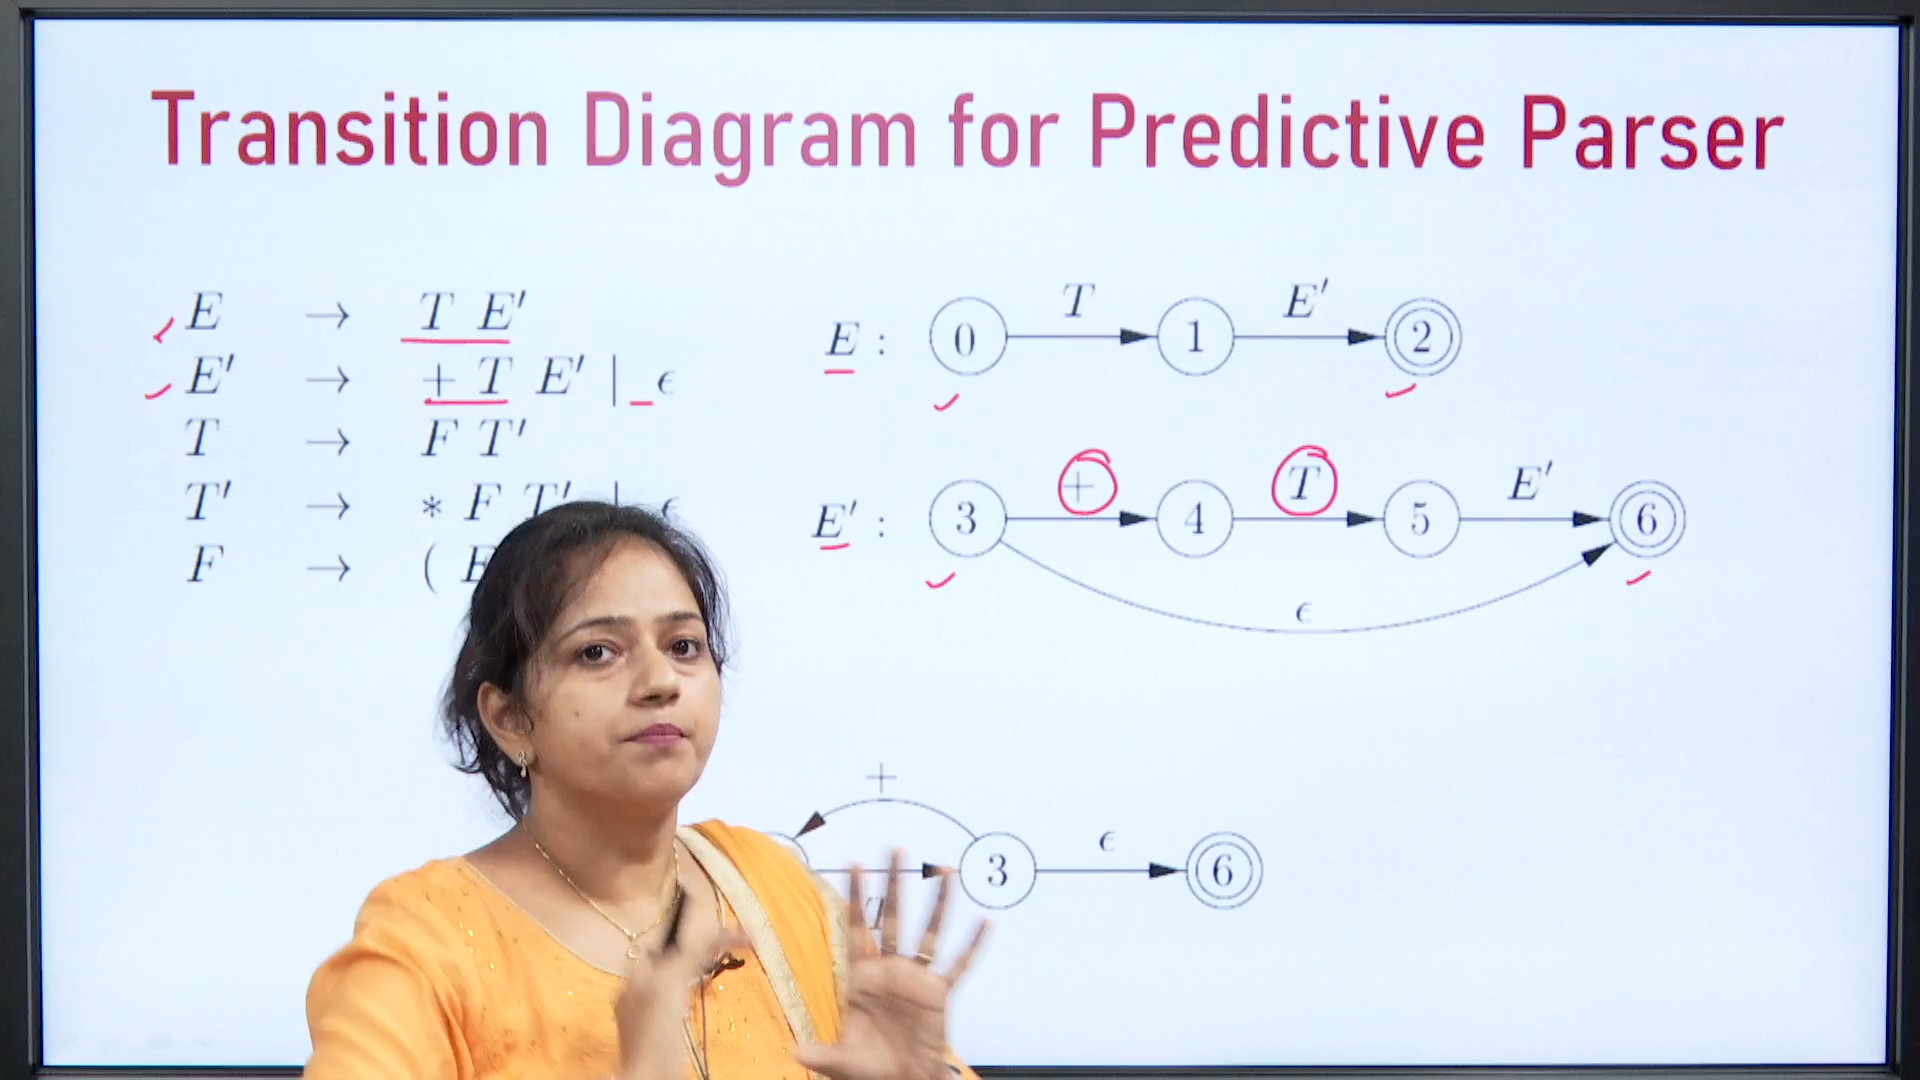 Transition Diagram for Predictive Parser
E → T E′
E′ → + T E′ | ϵ
T → F T′
T′ → * F T′ | ϵ
F → ( E
E : 0 T 1 E′ 2
E′ : 3 + 4 T 5 E′ 6
ϵ
+
3 ϵ 6
T